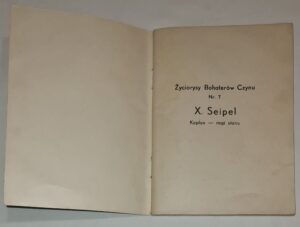 Życiorysy Bohaterów Czynu
Nr. 7
X. Seipel
Kapłan — mąż stanu